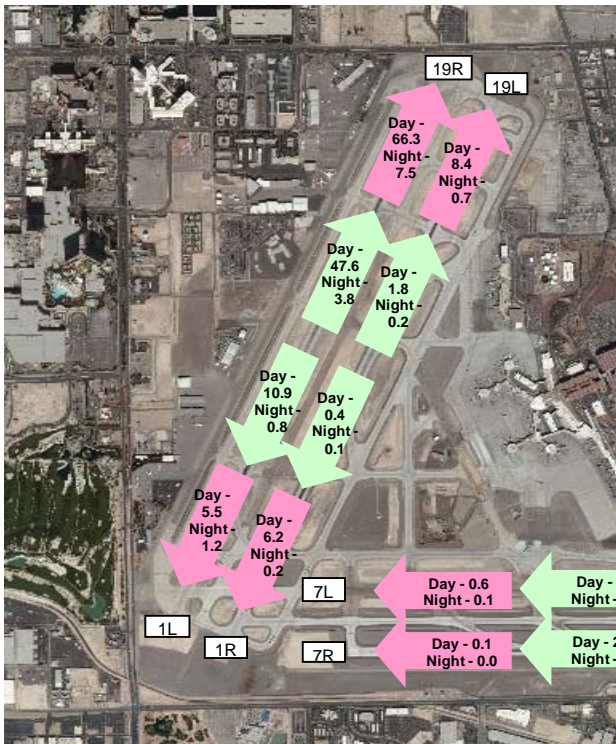 19R
19L
Day -
66.3
Night -
7.5
Day -
8.4
Night -
0.7
Day -
47.6
Night -
3.8
Day -
1.8
Night -
0.2
Day -
10.9
Night -
0.8
Day -
0.4
Night -
0.1
Day -
5.5
Night -
1.2
Day -
6.2
Night -
0.2
7L
Day - 0.6
Night - 0.1
Day -
Night -
1L
1R
7R
Day - 0.1
Night - 0.0
Day - 2
Night -